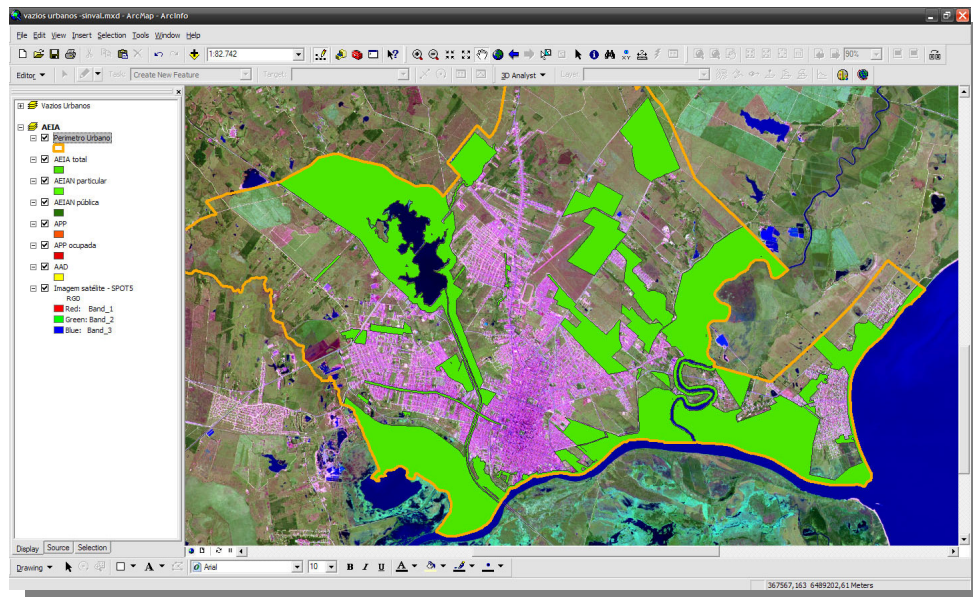 vazios urbanos -sinval.mxd - ArcMap - ArcInfo
File Edit View Insert Selection Tools Window Help
1:82.742
90%
Editor Task: Create New Feature Target: 3D Analyst Layer:
Vazios Urbanos
AEIA
Perimetro Urbano
AEIA total
AEIAN particular
AEIAN pública
APP
APP ocupada
AAD
Imagem satélite - SPOT5
RGD
Red: Band_1
Green: Band_2
Blue: Band_3
Display Source Selection
Drawing A Arial 10 B I U A
367567,163 6489202,61 Meters